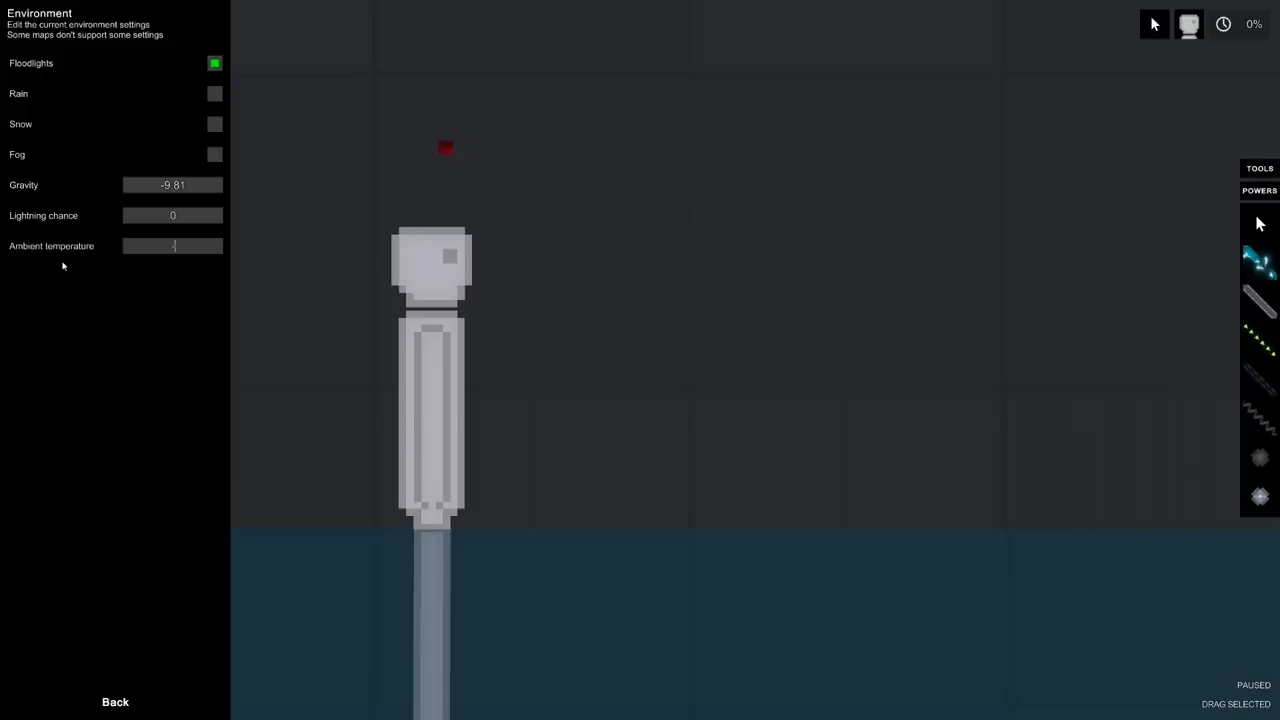 Environment
Edit the current environment settings
Some maps don't support some settings
Floodlights
Rain
Snow
Fog
Gravity -9.81
Lightning chance 0
Ambient temperature -
Back
0%
TOOLS
POWERS
PAUSED
DRAG SELECTED